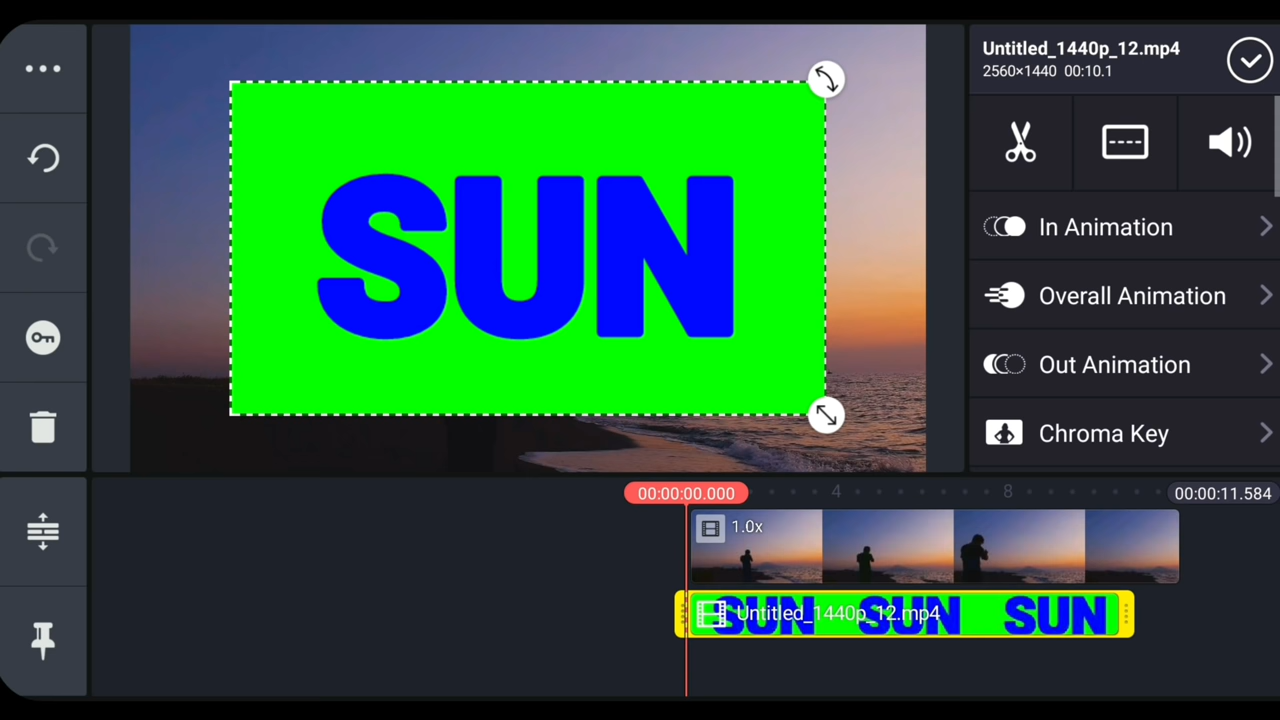 Untitled_1440p_12.mp4
2560×1440 00:10.1
SUN
In Animation
Overall Animation
Out Animation
Chroma Key
00:00:00.000
4
8
00:00:11.584
1.0x
Untitled_1440p_12.mp4
SUN SUN SUN